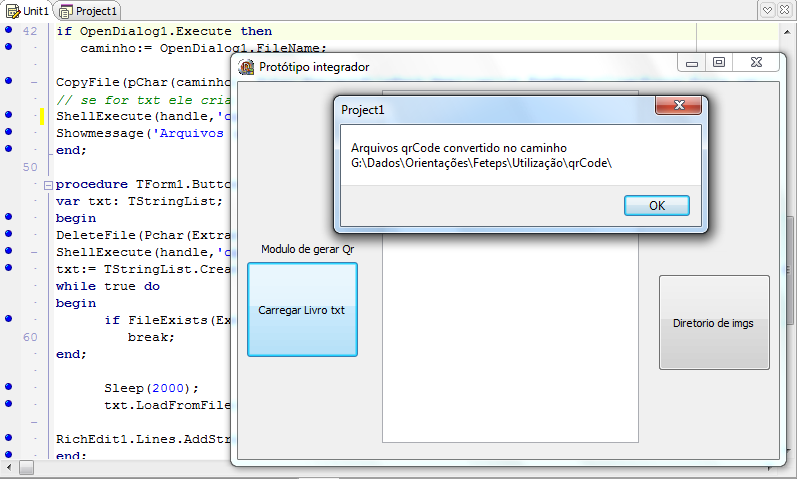 Unit1 Project1
42 if OpenDialog1.Execute then
caminho:= OpenDialog1.FileName;
CopyFile(pChar(caminho
// se for txt ele cria
ShellExecute(handle,'c
Showmessage('Arquivos
end;
50
procedure TForm1.Butto
var txt: TStringList;
begin
DeleteFile(Pchar(Extra
ShellExecute(handle,'c
txt:= TStringList.Crea
while true do
begin
if FileExists(Ex
60 break;
end;
Sleep(2000);
txt.LoadFromFile
RichEdit1.Lines.AddStr
end;
Protótipo integrador
Project1
Arquivos qrCode convertido no caminho
G:\Dados\Orientações\Feteps\Utilização\qrCode\
OK
Modulo de gerar Qr
Carregar Livro txt
Diretorio de imgs